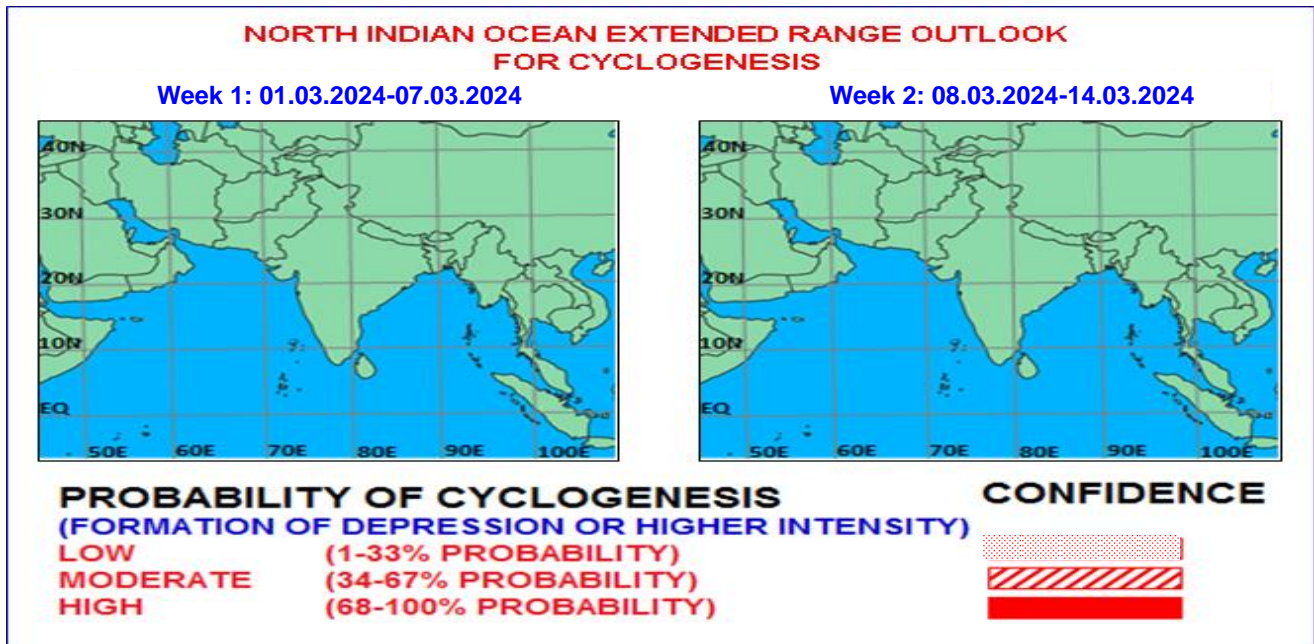 NORTH INDIAN OCEAN EXTENDED RANGE OUTLOOK
FOR CYCLOGENESIS
Week 1: 01.03.2024-07.03.2024
Week 2: 08.03.2024-14.03.2024
40N
30N
20N
10N
EQ
50E 60E 70E 80E 90E 100E
40N
30N
20N
10N
EQ
50E 60E 70E 80E 90E 100E
PROBABILITY OF CYCLOGENESIS CONFIDENCE
(FORMATION OF DEPRESSION OR HIGHER INTENSITY)
LOW (1-33% PROBABILITY)
MODERATE (34-67% PROBABILITY)
HIGH (68-100% PROBABILITY)